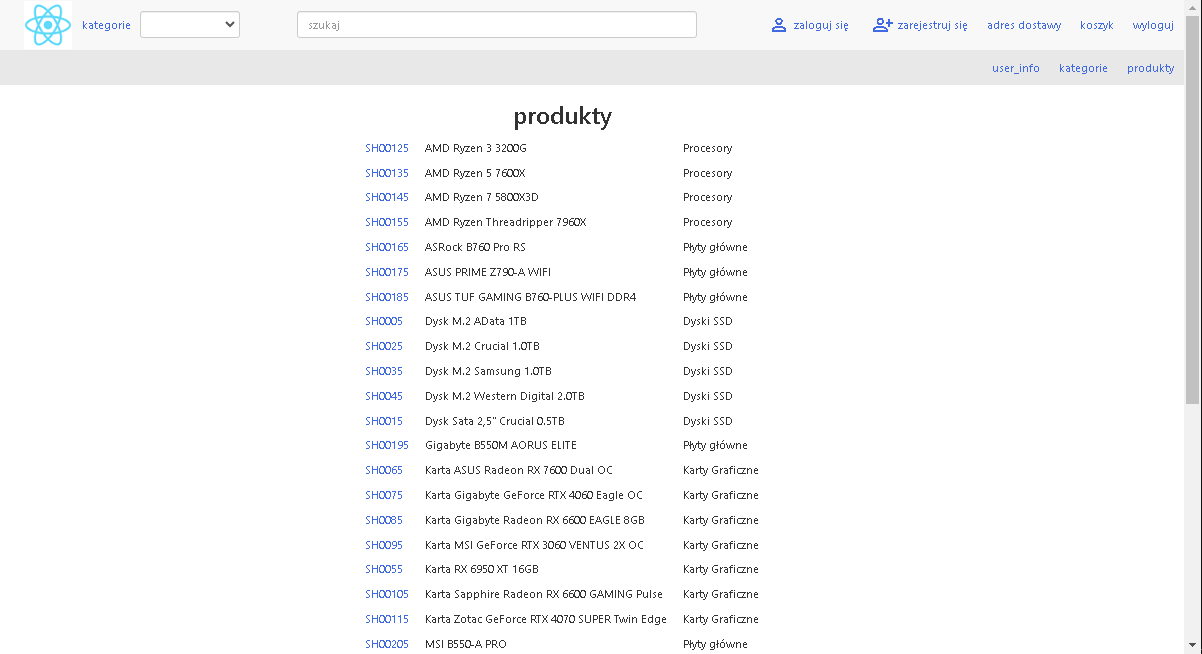 kategorie szukaj zaloguj się zarejestruj się adres dostawy koszyk wyloguj
user_info kategorie produkty
produkty
SH00125 AMD Ryzen 3 3200G Procesory
SH00135 AMD Ryzen 5 7600X Procesory
SH00145 AMD Ryzen 7 5800X3D Procesory
SH00155 AMD Ryzen Threadripper 7960X Procesory
SH00165 ASRock B760 Pro RS Płyty główne
SH00175 ASUS PRIME Z790-A WIFI Płyty główne
SH00185 ASUS TUF GAMING B760-PLUS WIFI DDR4 Płyty główne
SH0005 Dysk M.2 AData 1TB Dyski SSD
SH0025 Dysk M.2 Crucial 1.0TB Dyski SSD
SH0035 Dysk M.2 Samsung 1.0TB Dyski SSD
SH0045 Dysk M.2 Western Digital 2.0TB Dyski SSD
SH0015 Dysk Sata 2,5" Crucial 0.5TB Dyski SSD
SH00195 Gigabyte B550M AORUS ELITE Płyty główne
SH0065 Karta ASUS Radeon RX 7600 Dual OC Karty Graficzne
SH0075 Karta Gigabyte GeForce RTX 4060 Eagle OC Karty Graficzne
SH0085 Karta Gigabyte Radeon RX 6600 EAGLE 8GB Karty Graficzne
SH0095 Karta MSI GeForce RTX 3060 VENTUS 2X OC Karty Graficzne
SH0055 Karta RX 6950 XT 16GB Karty Graficzne
SH00105 Karta Sapphire Radeon RX 6600 GAMING Pulse Karty Graficzne
SH00115 Karta Zotac GeForce RTX 4070 SUPER Twin Edge Karty Graficzne
SH00205 MSI B550-A PRO Płyty główne